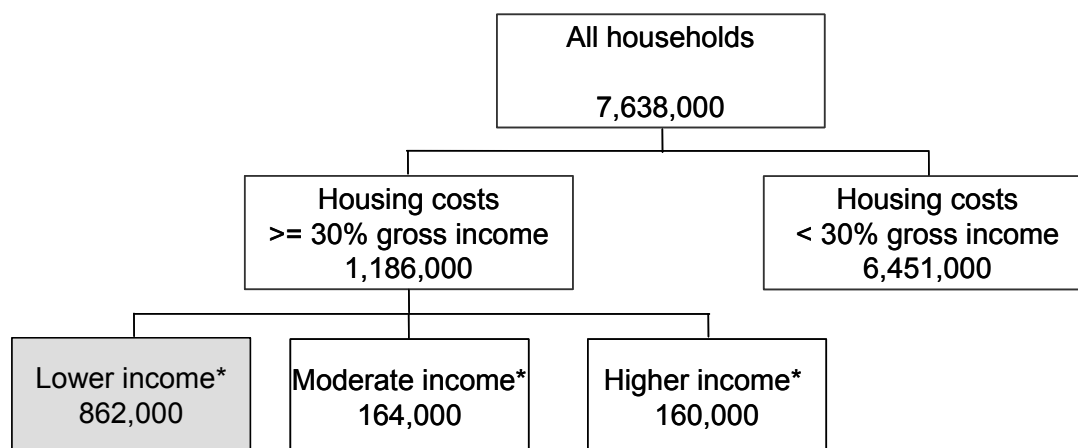 All households
7,638,000
Housing costs
>= 30% gross income
1,186,000
Housing costs
< 30% gross income
6,451,000
Lower income*
862,000
Moderate income*
164,000
Higher income*
160,000